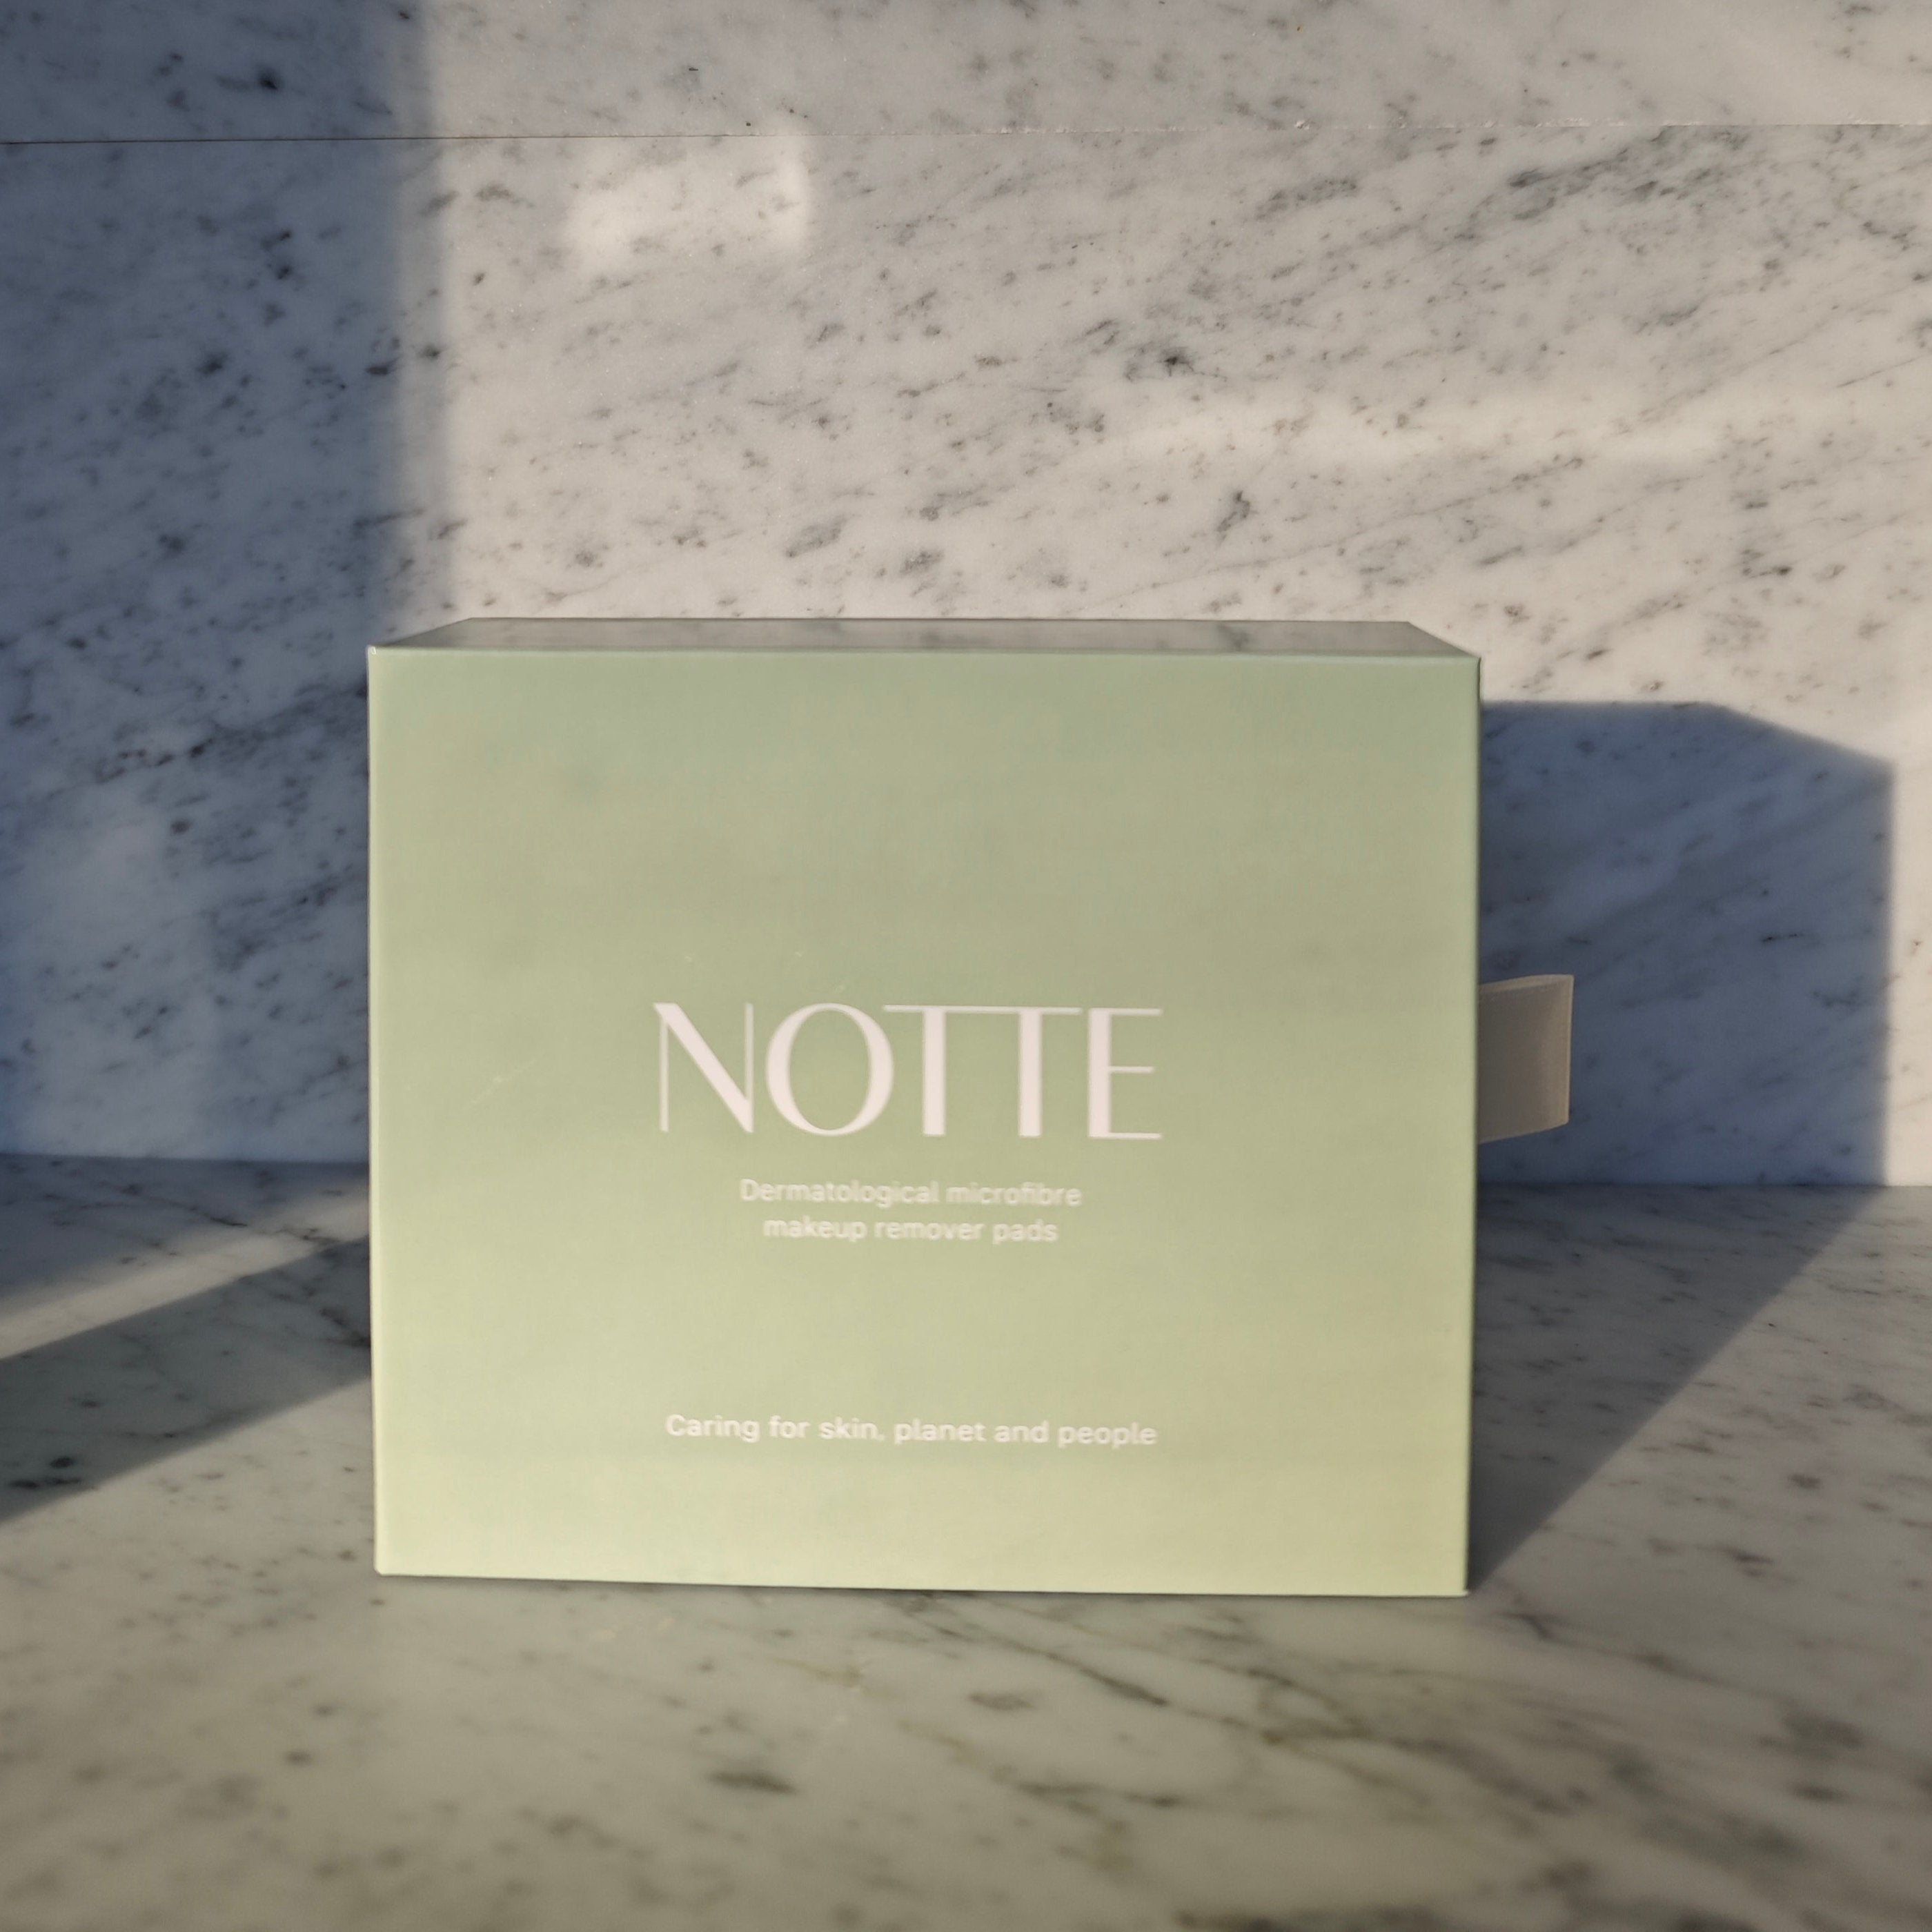 NOTTE
Dermatological microfibre
makeup remover pads
Caring for skin, planet and people